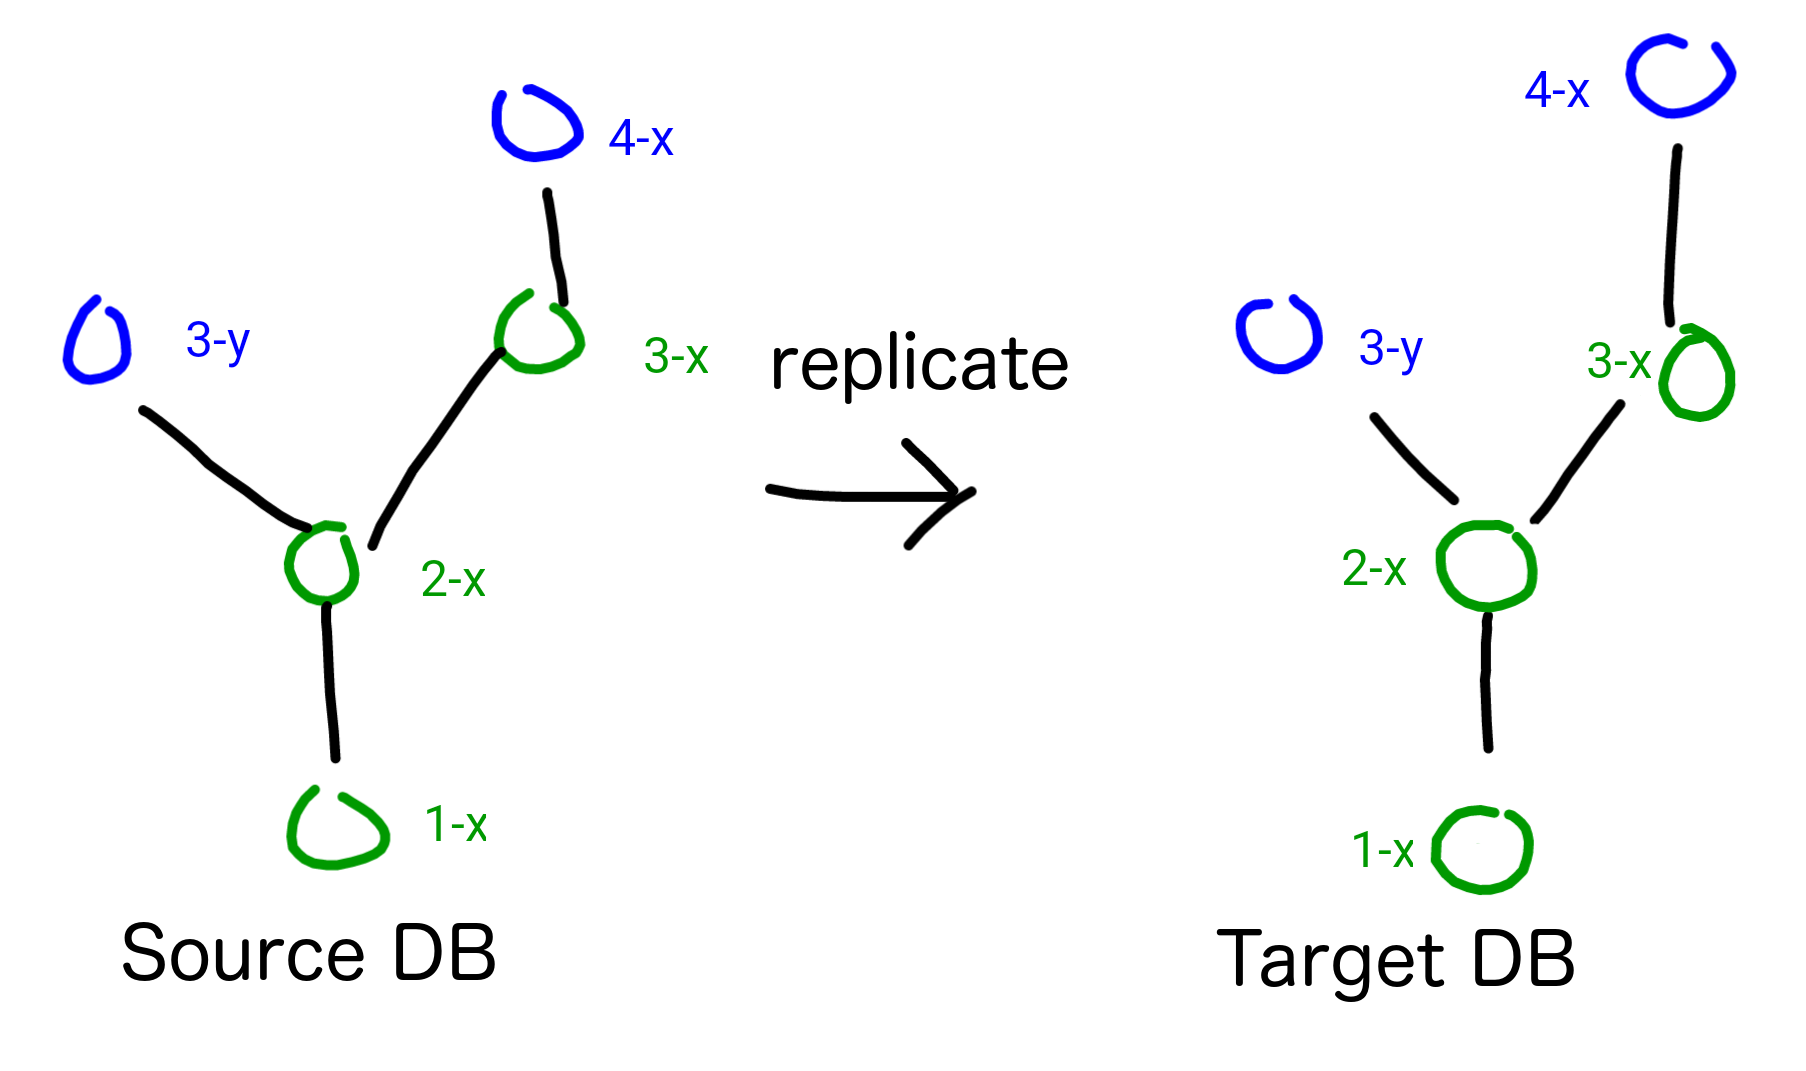 4-x
3-y
3-x
2-x
1-x
Source DB
replicate
4-x
3-y
3-x
2-x
1-x
Target DB